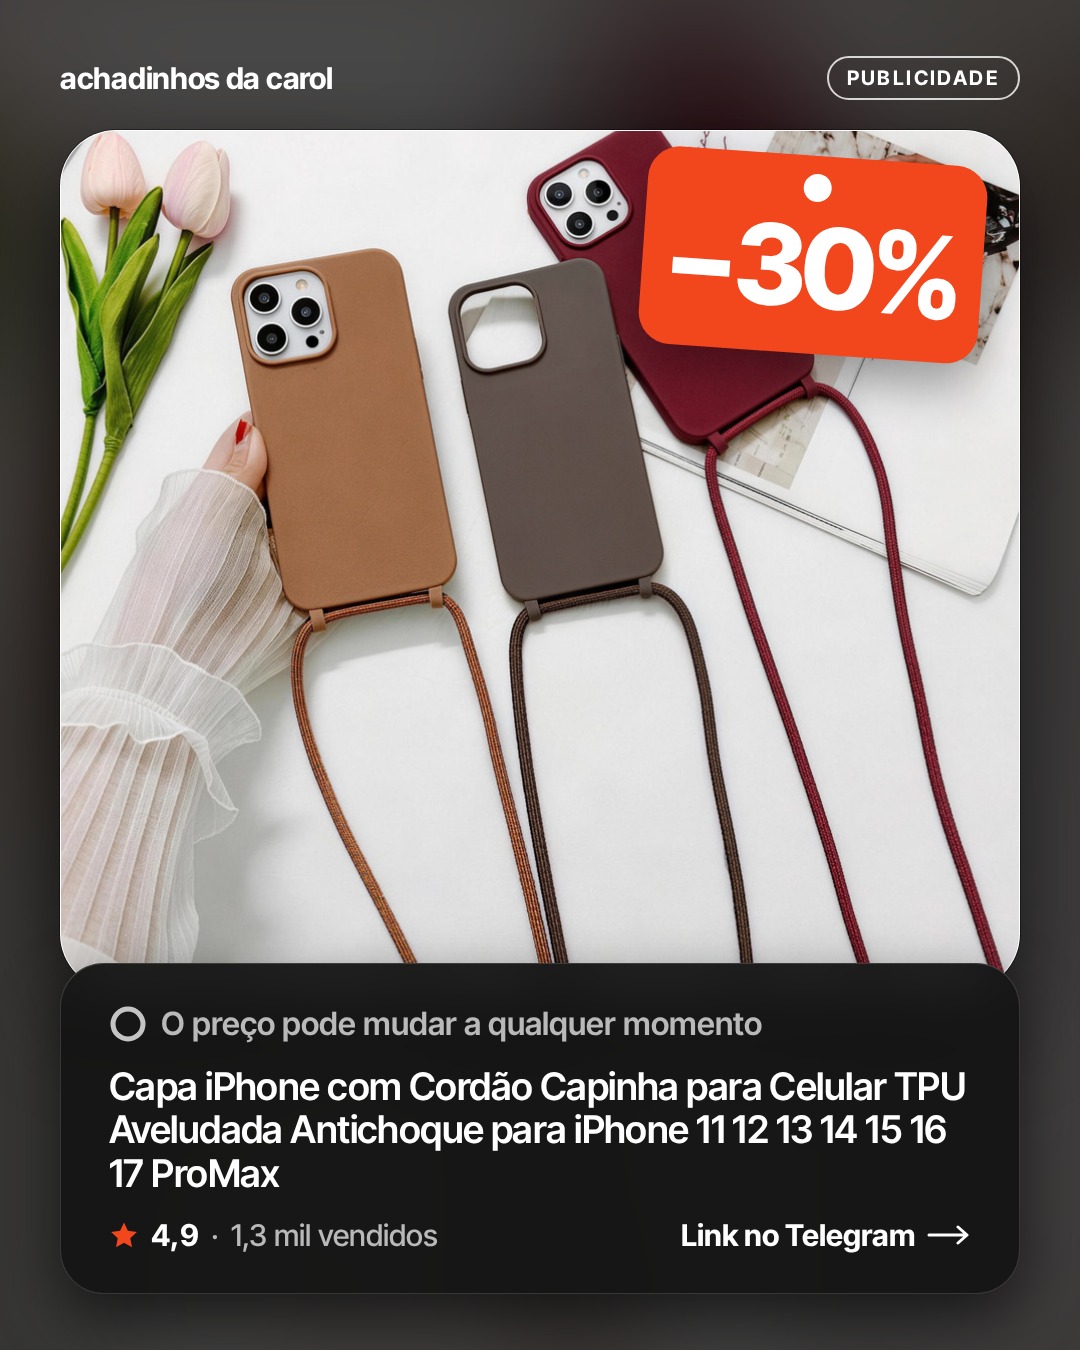 achadinhos da carol
PUBLICIDADE
–30%
O preço pode mudar a qualquer momento
Capa iPhone com Cordão Capinha para Celular TPU
Aveludada Antichoque para iPhone 11 12 13 14 15 16
17 ProMax
4,9 · 1,3 mil vendidos
Link no Telegram →